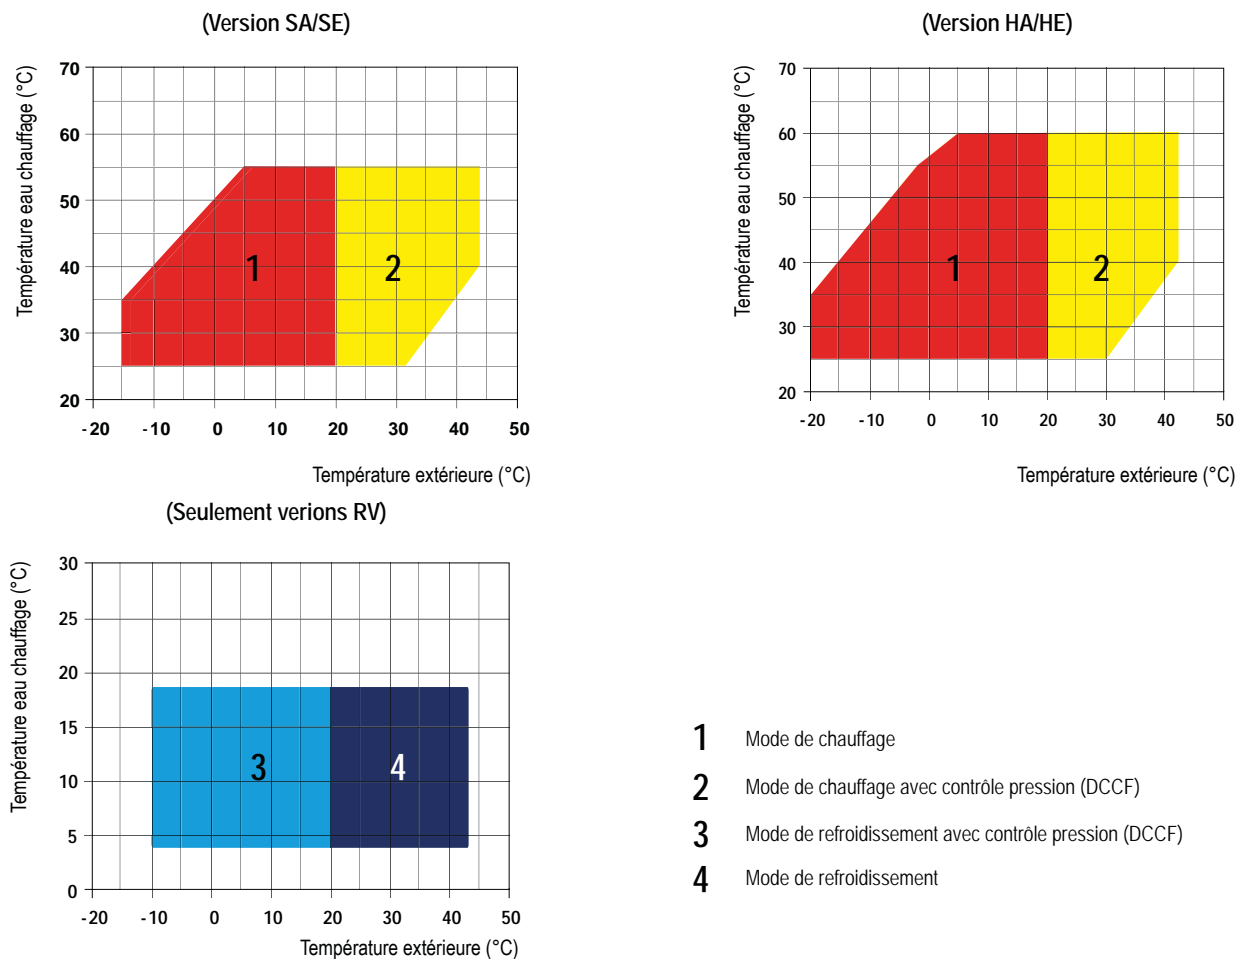 (Version SA/SE)
Température eau chauffage (°C)
70
60
50
40
30
20
-20 -10 0 10 20 30 40 50
1
2
Température extérieure (°C)
(Version HA/HE)
Température eau chauffage (°C)
70
60
50
40
30
20
-20 -10 0 10 20 30 40 50
1
2
Température extérieure (°C)
(Seulement verions RV)
Température eau chauffage (°C)
30
25
20
15
10
5
0
-20 -10 0 10 20 30 40 50
3
4
Température extérieure (°C)
1 Mode de chauffage
2 Mode de chauffage avec contrôle pression (DCCF)
3 Mode de refroidissement avec contrôle pression (DCCF)
4 Mode de refroidissement